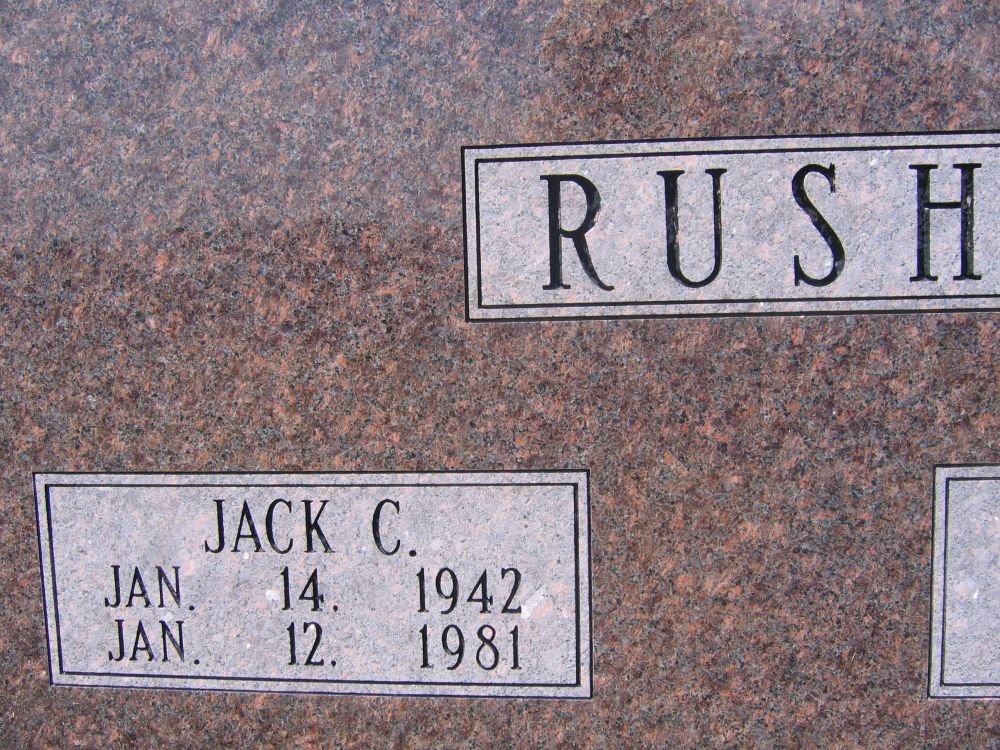 RUSH
JACK C.
JAN. 14. 1942
JAN. 12. 1981